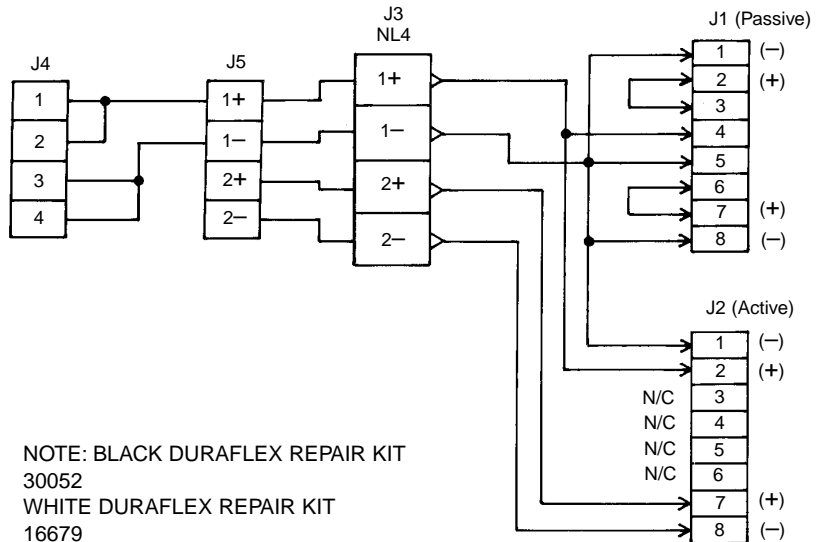 J4
1
2
3
4
J5
1+
1–
2+
2–
J3
NL4
1+
1–
2+
2–
J1 (Passive)
1 (–)
2 (+)
3
4
5
6
7 (+)
8 (–)
J2 (Active)
1 (–)
2 (+)
N/C 3
N/C 4
N/C 5
N/C 6
7 (+)
8 (–)
NOTE: BLACK DURAFLEX REPAIR KIT
30052
WHITE DURAFLEX REPAIR KIT
16679